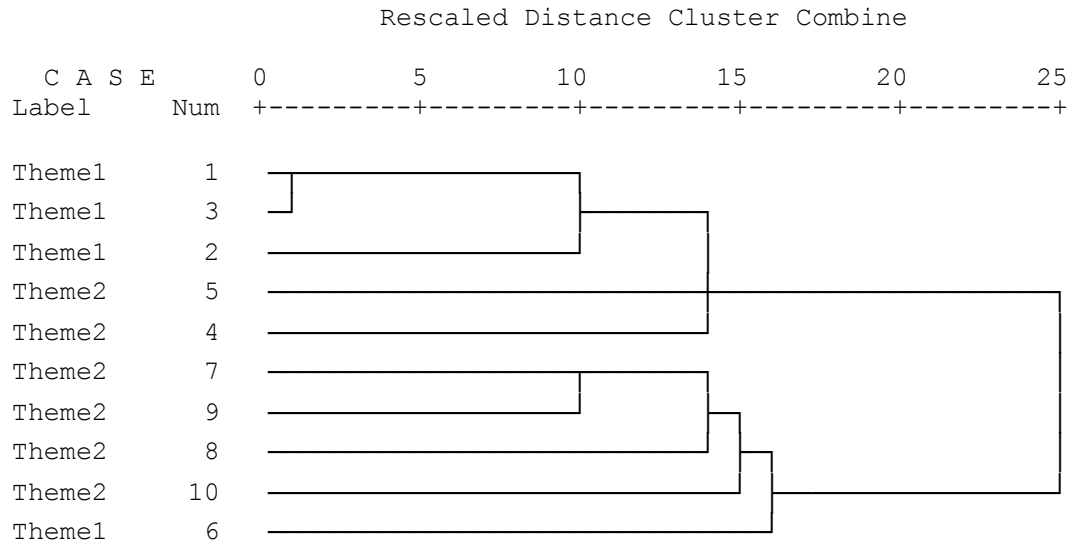 Rescaled Distance Cluster Combine
C A S E 0 5 10 15 20 25
Label Num +---------+---------+---------+---------+---------+
Theme1 1
Theme1 3
Theme1 2
Theme2 5
Theme2 4
Theme2 7
Theme2 9
Theme2 8
Theme2 10
Theme1 6